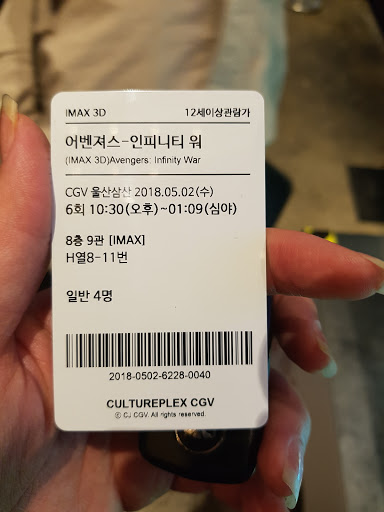 IMAX 3D 12세이상관람가
어벤져스-인피니티 워
(IMAX 3D)Avengers: Infinity War
CGV 울산삼산 2018.05.02(수)
6회 10:30(오후)~01:09(심야)
8층 9관 [IMAX]
H열8-11번
일반 4명
2018-0502-6228-0040
CULTUREPLEX CGV
ⓒ CJ CGV. All rights reserved.